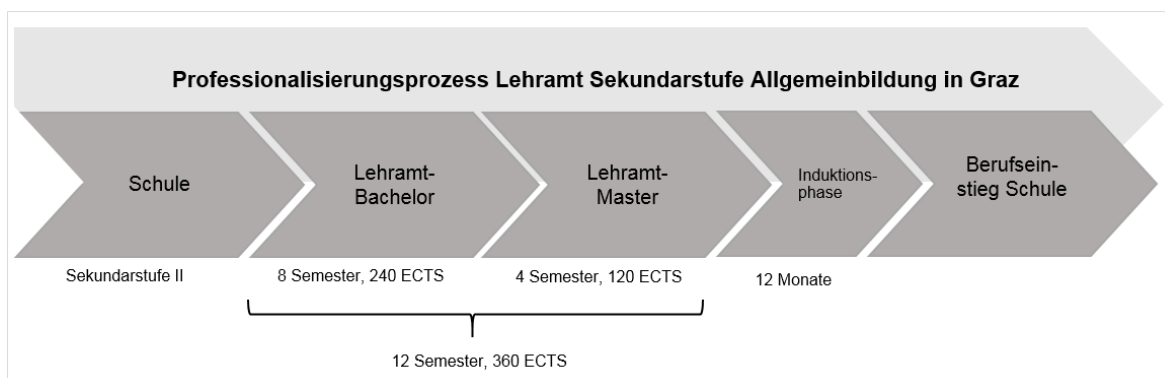 Professionalisierungsprozess Lehramt Sekundarstufe Allgemeinbildung in Graz
Schule
Lehramt-
Bachelor
Lehramt-
Master
Induktions-
phase
Berufsein-
stieg Schule
Sekundarstufe II
8 Semester, 240 ECTS
4 Semester, 120 ECTS
12 Monate
12 Semester, 360 ECTS